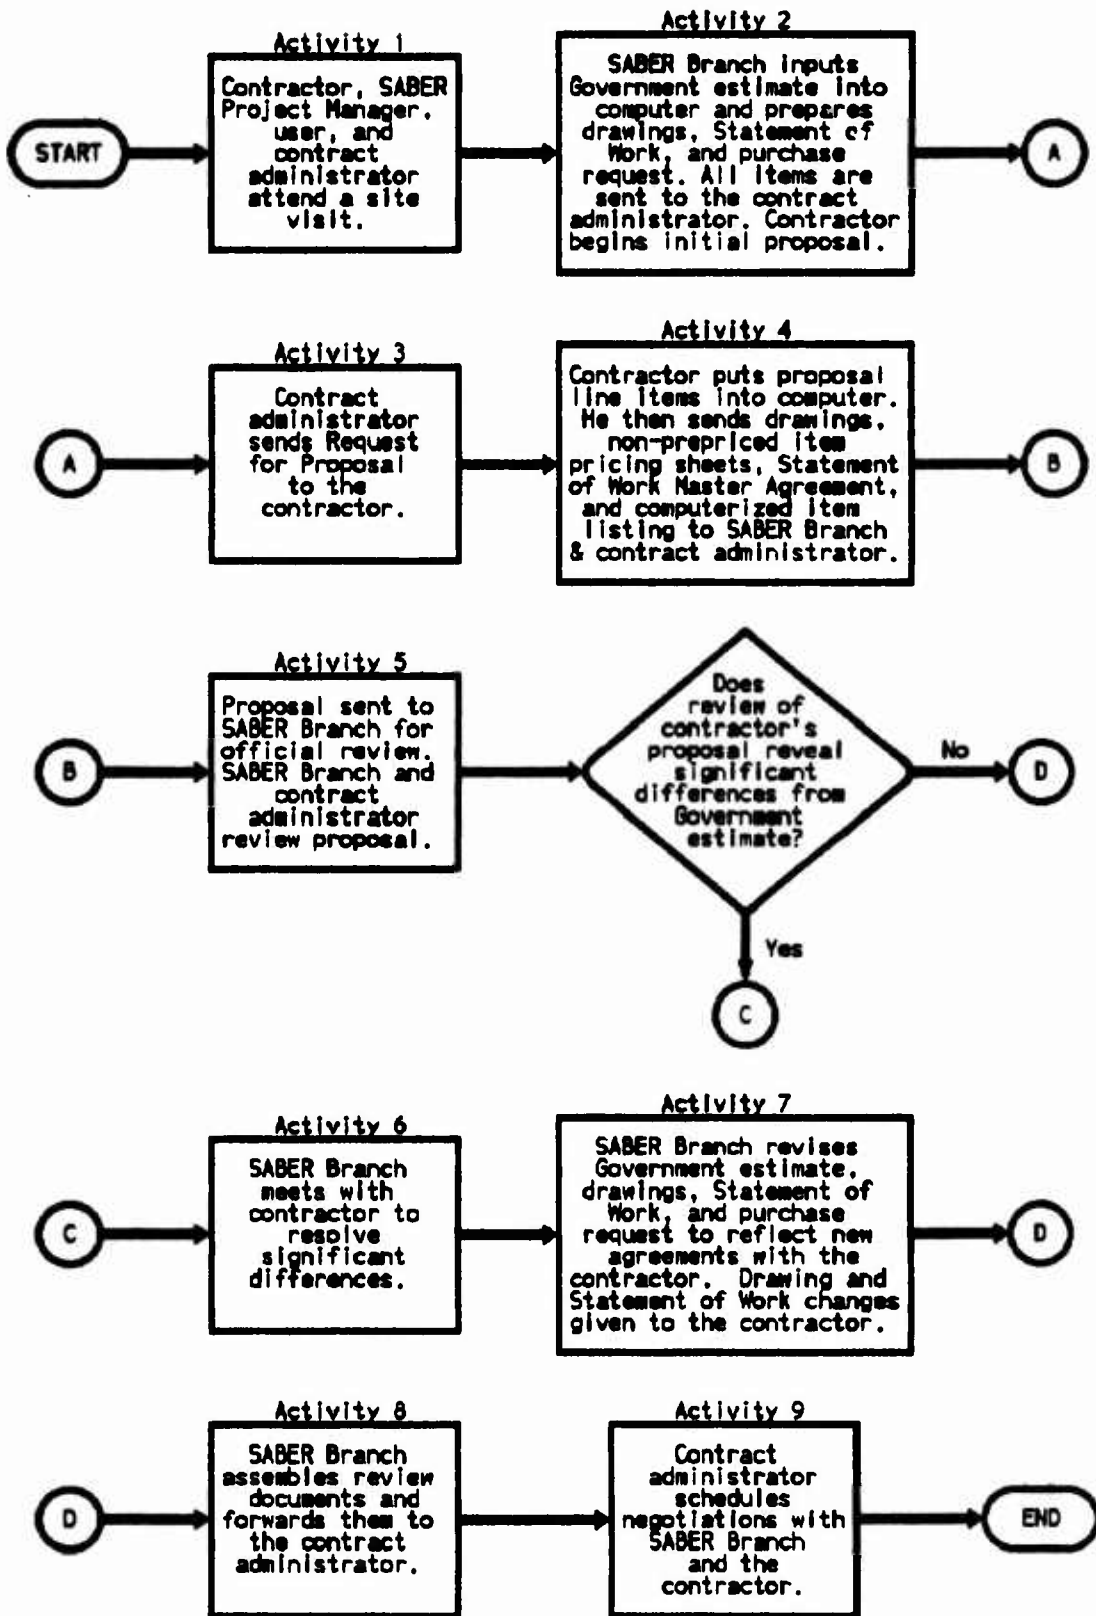 Activity 1
START
Contractor, SABER
Project Manager,
user, and
contract
administrator
attend a site
visit.
Activity 2
SABER Branch inputs
Government estimate into
computer and prepares
drawings, Statement of
Work, and purchase
request. All items are
sent to the contract
administrator. Contractor
begins initial proposal.
A
Activity 3
A
Contract
administrator
sends Request
for Proposal
to the
contractor.
Activity 4
Contractor puts proposal
line items into computer.
He then sends drawings,
non-prepriced item
pricing sheets, Statement
of Work Master Agreement,
and computerized item
listing to SABER Branch
& contract administrator.
B
Activity 5
B
Proposal sent to
SABER Branch for
official review.
SABER Branch and
contract
administrator
review proposal.
Does
review of
contractor's
proposal reveal
significant
differences from
Government
estimate?
No
D
Yes
C
Activity 6
C
SABER Branch
meets with
contractor to
resolve
significant
differences.
Activity 7
SABER Branch revises
Government estimate,
drawings, Statement of
Work, and purchase
request to reflect new
agreements with the
contractor. Drawing and
Statement of Work changes
given to the contractor.
D
Activity 8
D
SABER Branch
assembles review
documents and
forwards them to
the contract
administrator.
Activity 9
Contract
administrator
schedules
negotiations with
SABER Branch
and the
contractor.
END